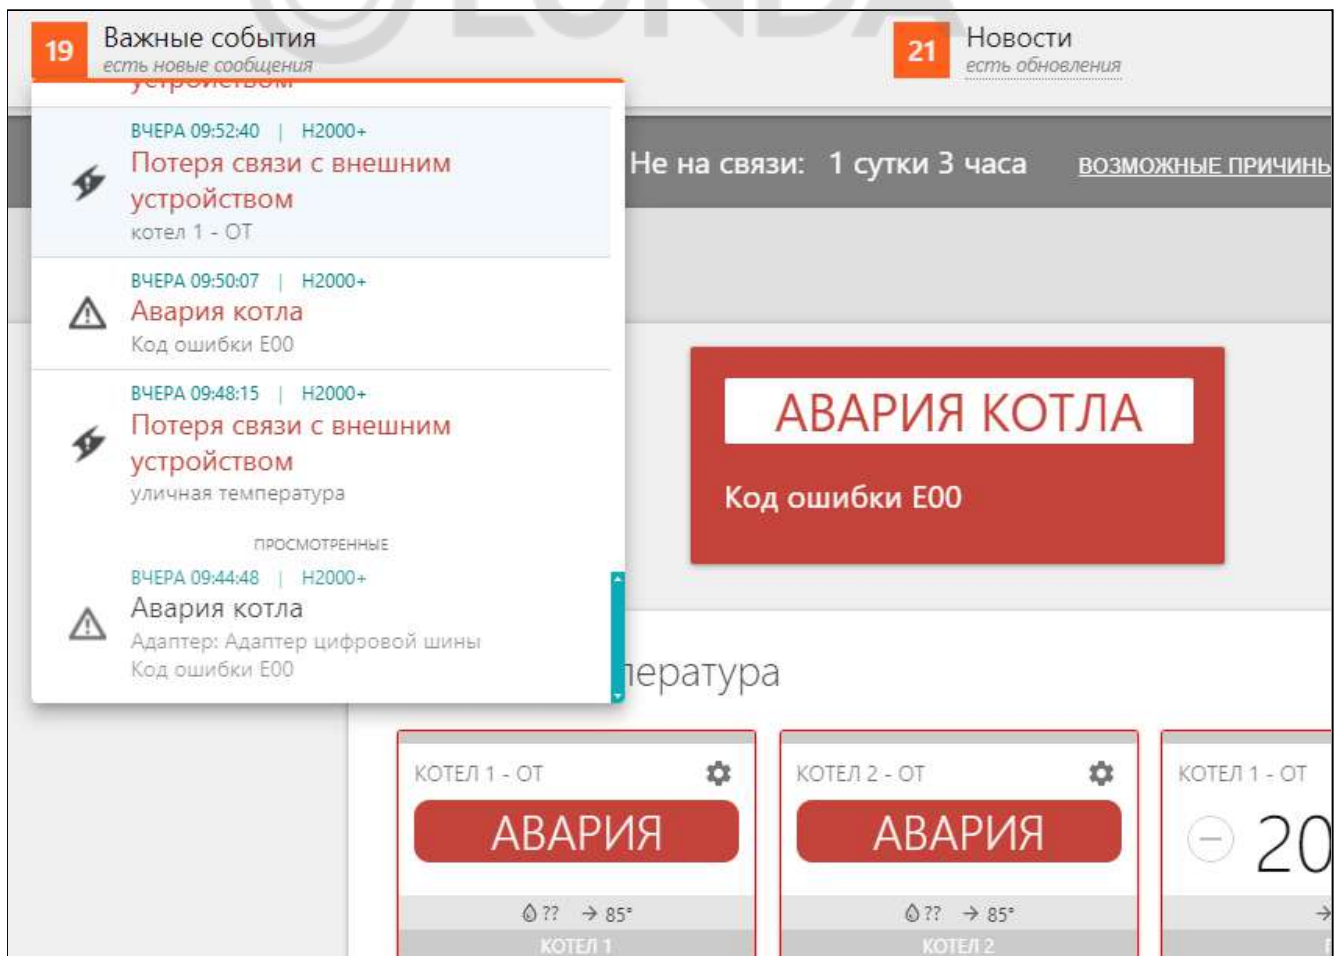 19
Важные события
есть новые сообщения
21
Новости
есть обновления
устройством
ВЧЕРА 09:52:40 | H2000+
Потеря связи с внешним
устройством
котел 1 - ОТ
Не на связи: 1 сутки 3 часа
ВОЗМОЖНЫЕ ПРИЧИНЫ
ВЧЕРА 09:50:07 | H2000+
Авария котла
Код ошибки E00
АВАРИЯ КОТЛА
Код ошибки E00
ВЧЕРА 09:48:15 | H2000+
Потеря связи с внешним
устройством
уличная температура
ПРОСМОТРЕННЫЕ
ВЧЕРА 09:44:48 | H2000+
Авария котла
Адаптер: Адаптер цифровой шины
Код ошибки E00
пература
КОТЕЛ 1 - ОТ
АВАРИЯ
?? → 85°
КОТЕЛ 1
КОТЕЛ 2 - ОТ
АВАРИЯ
?? → 85°
КОТЕЛ 2
КОТЕЛ 1 - ОТ
20